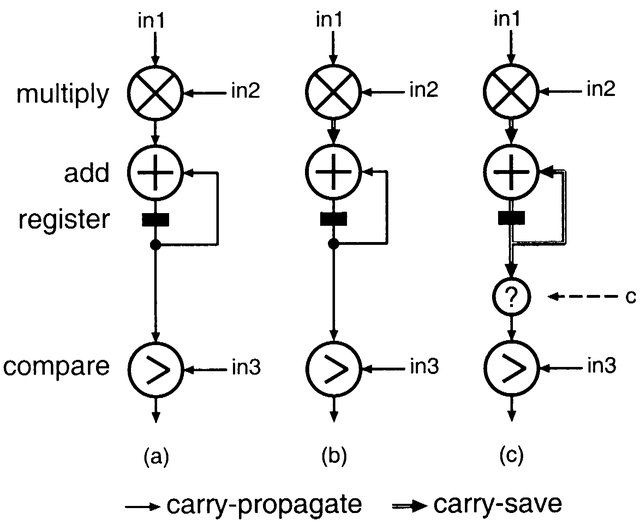 in1 in1 in1
multiply in2 in2 in2
add
register
? c
compare > in3 > in3 > in3
(a) (b) (c)
carry-propagate carry-save